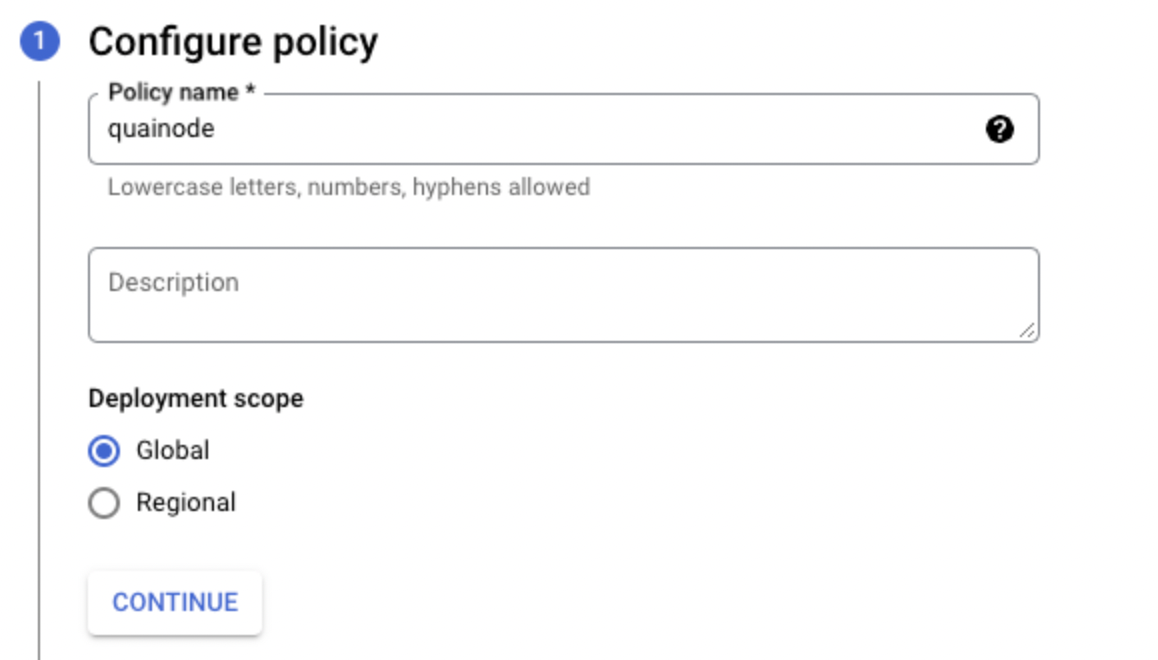 1 Configure policy
Policy name *
quainode
Lowercase letters, numbers, hyphens allowed
Description
Deployment scope
Global
Regional
CONTINUE